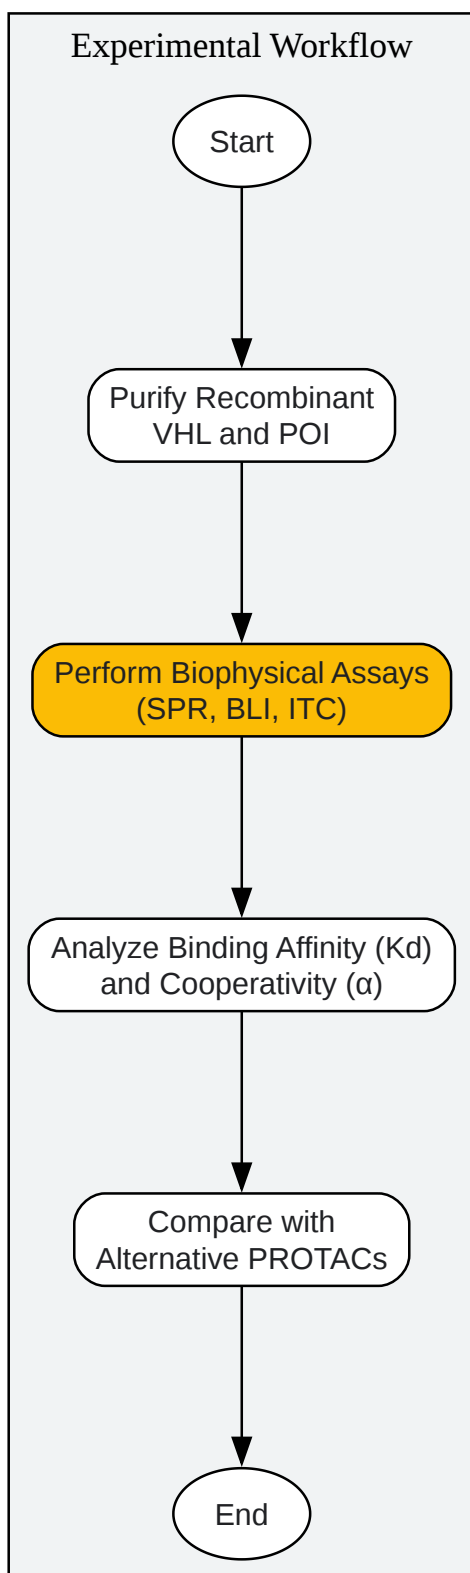 Experimental Workflow
Start
Purify Recombinant
VHL and POI
Perform Biophysical Assays
(SPR, BLI, ITC)
Analyze Binding Affinity (Kd)
and Cooperativity (α)
Compare with
Alternative PROTACs
End